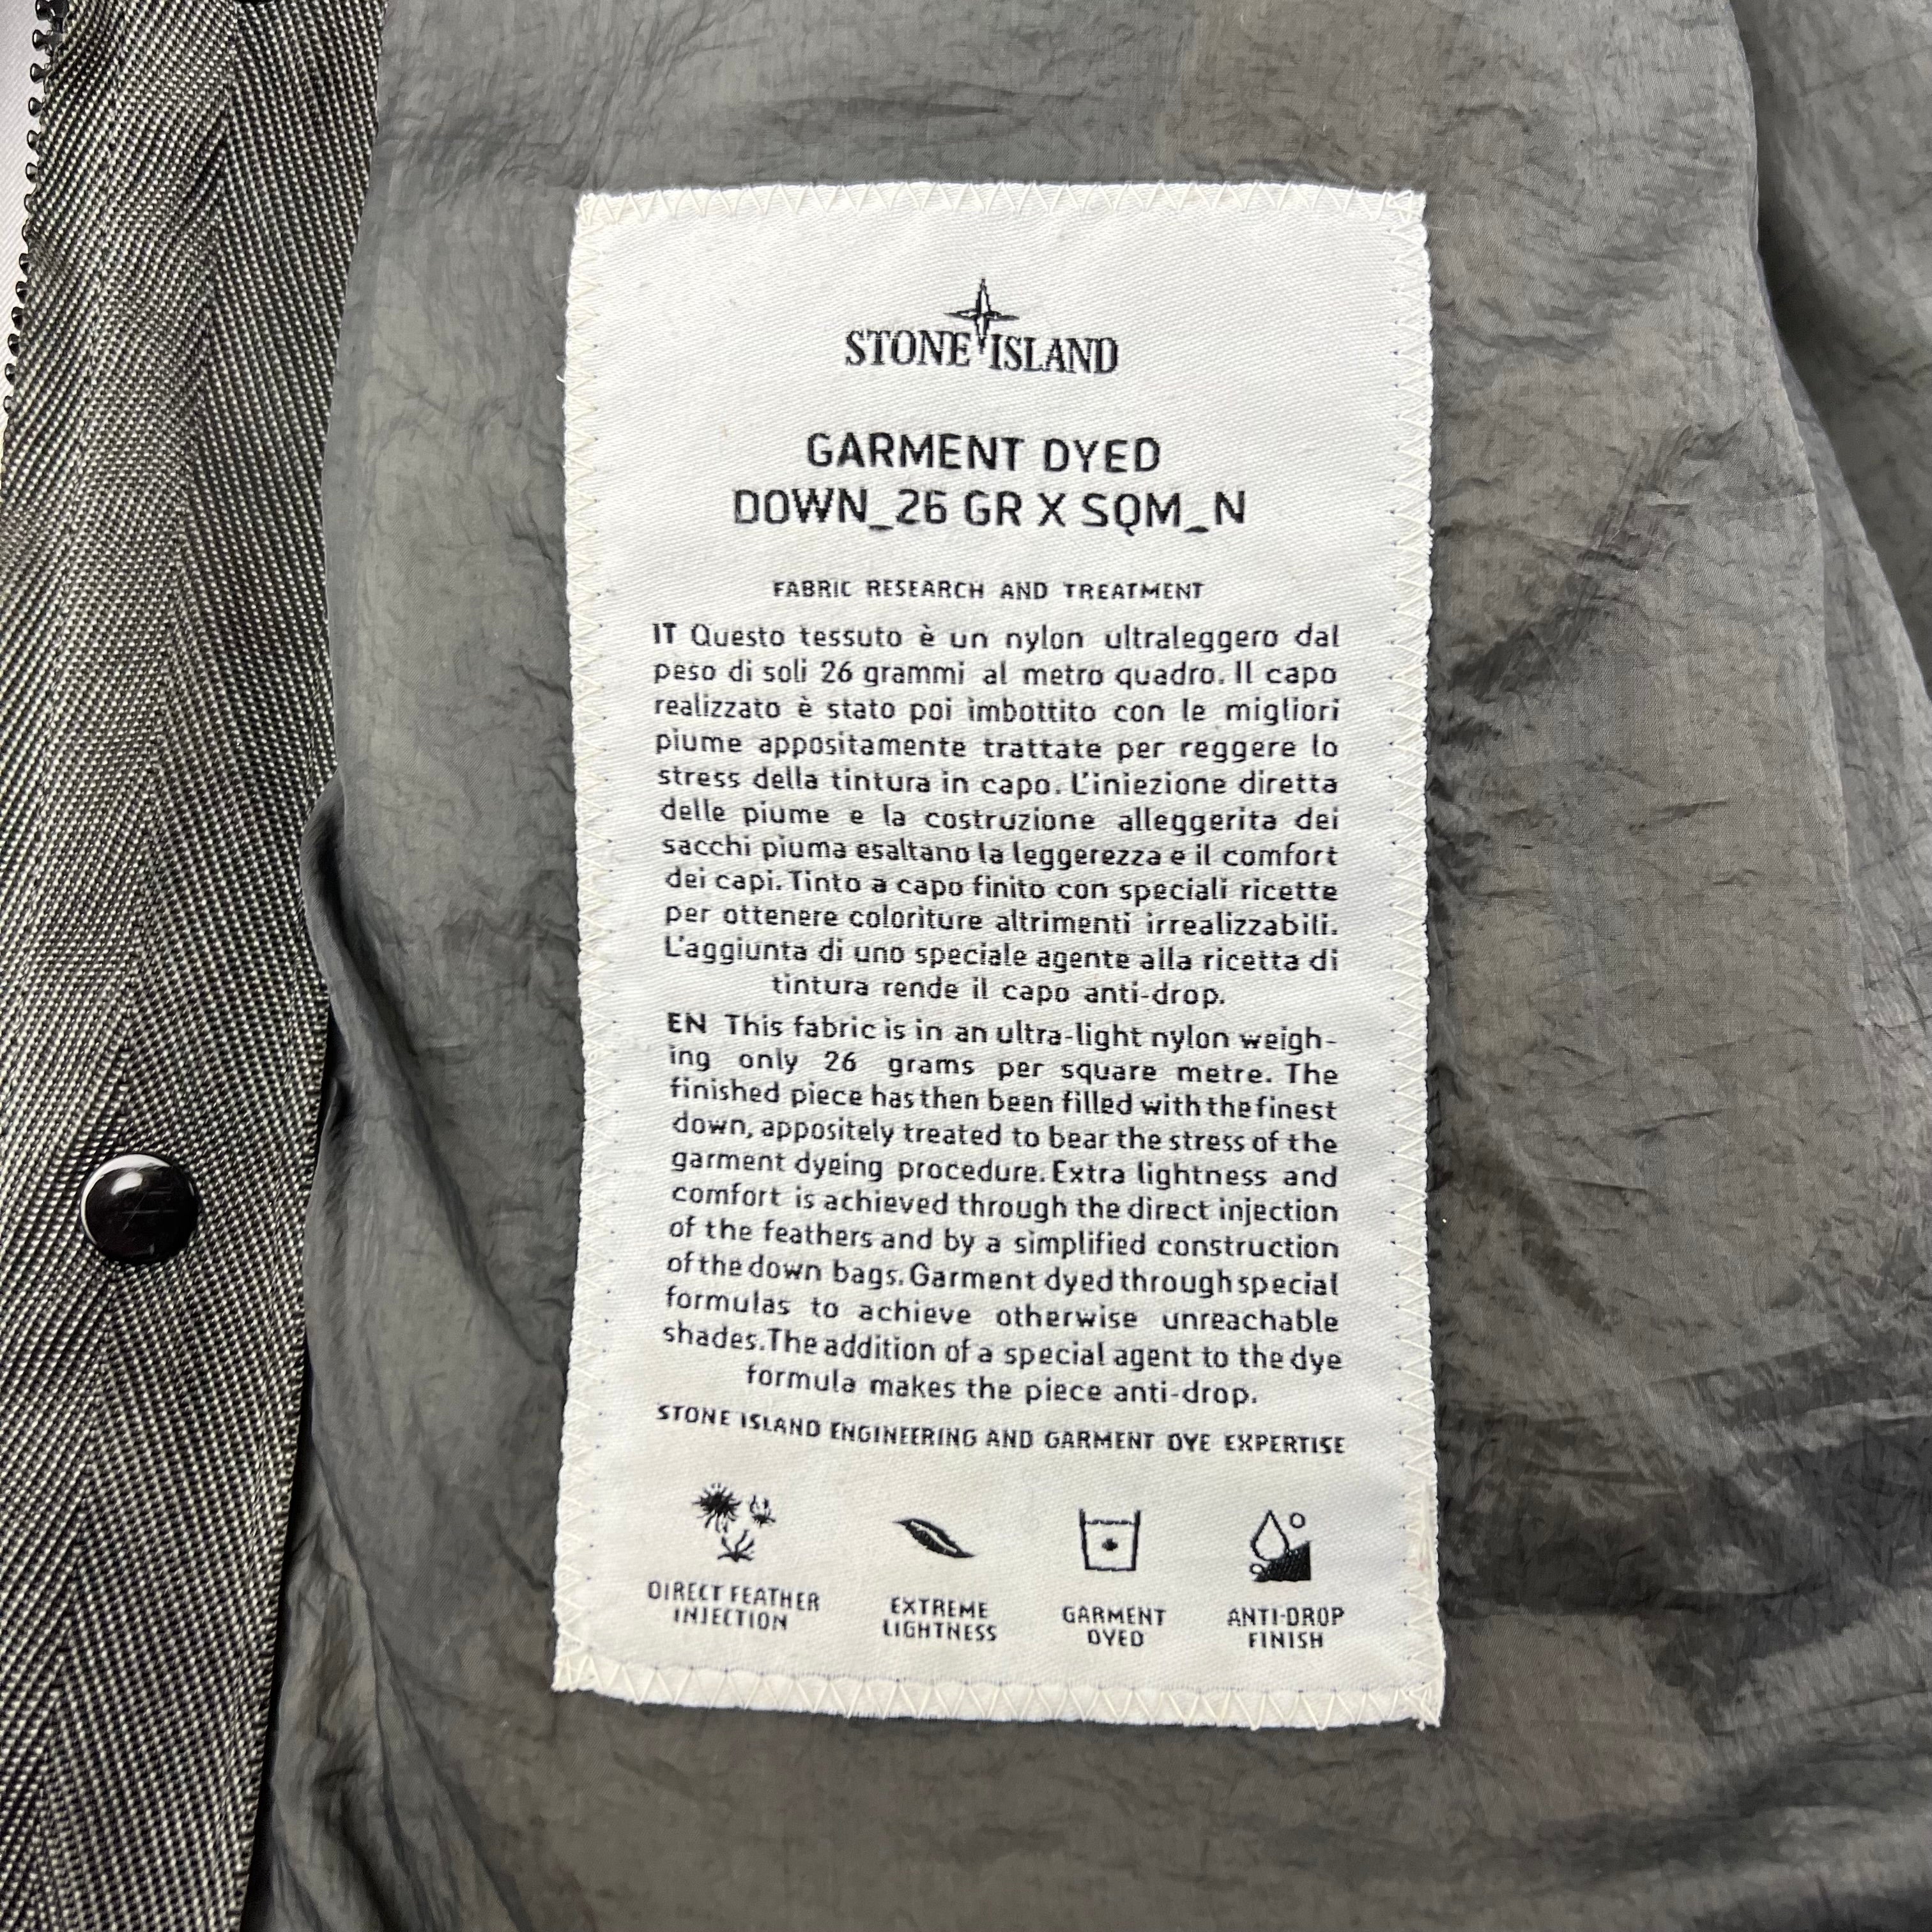 STONE ISLAND
GARMENT DYED
DOWN_26 GR X SQM_N
FABRIC RESEARCH AND TREATMENT
IT Questo tessuto è un nylon ultraleggero dal
peso di soli 26 grammi al metro quadro. Il capo
realizzato è stato poi imbottito con le migliori
piume appositamente trattate per reggere lo
stress della tintura in capo. L'iniezione diretta
delle piume e la costruzione alleggerita dei
sacchi piuma esaltano la leggerezza e il comfort
dei capi. Tinto a capo finito con speciali ricette
per ottenere coloriture altrimenti irrealizzabili.
L'aggiunta di uno speciale agente alla ricetta di
tintura rende il capo anti-drop.
EN This fabric is in an ultra-light nylon weigh-
ing only 26 grams per square metre. The
finished piece has then been filled with the finest
down, appositely treated to bear the stress of the
garment dyeing procedure. Extra lightness and
comfort is achieved through the direct injection
of the feathers and by a simplified construction
of the down bags. Garment dyed through special
formulas to achieve otherwise unreachable
shades. The addition of a special agent to the dye
formula makes the piece anti-drop.
STONE ISLAND ENGINEERING AND GARMENT DYE EXPERTISE
DIRECT FEATHER
INJECTION
EXTREME
LIGHTNESS
GARMENT
DYED
ANTI-DROP
FINISH